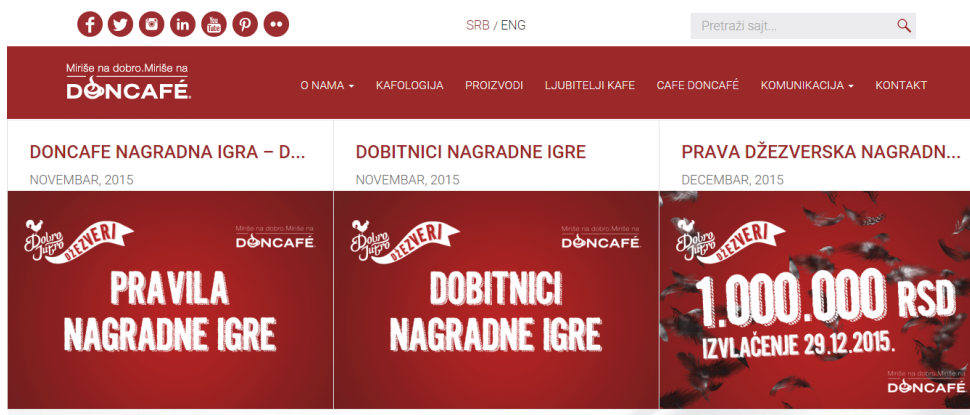 You Tube
SRB / ENG
Pretraži sajt...
Miriše na dobro.Miriše na
DONCAFÉ.
O NAMA
KAFOLOGIJA
PROIZVODI
LJUBITELJI KAFE
CAFE DONCAFÉ
KOMUNIKACIJA
KONTAKT
DONCAFE NAGRADNA IGRA – D...
NOVEMBAR, 2015
Dobro
Jutro
DŽEZVERI
Miriše na dobro.Miriše na
DONCAFÉ
PRAVILA
NAGRADNE IGRE
DOBITNICI NAGRADNE IGRE
NOVEMBAR, 2015
Dobro
Jutro
DŽEZVERI
Miriše na dobro.Miriše na
DONCAFÉ
DOBITNICI
NAGRADNE IGRE
PRAVA DŽEZVERSKA NAGRADN...
DECEMBAR, 2015
Dobro
Jutro
DŽEZVERI
1.000.000 RSD
IZVLAČENJE 29.12.2015.
Miriše na dobro.Miriše na
DONCAFÉ